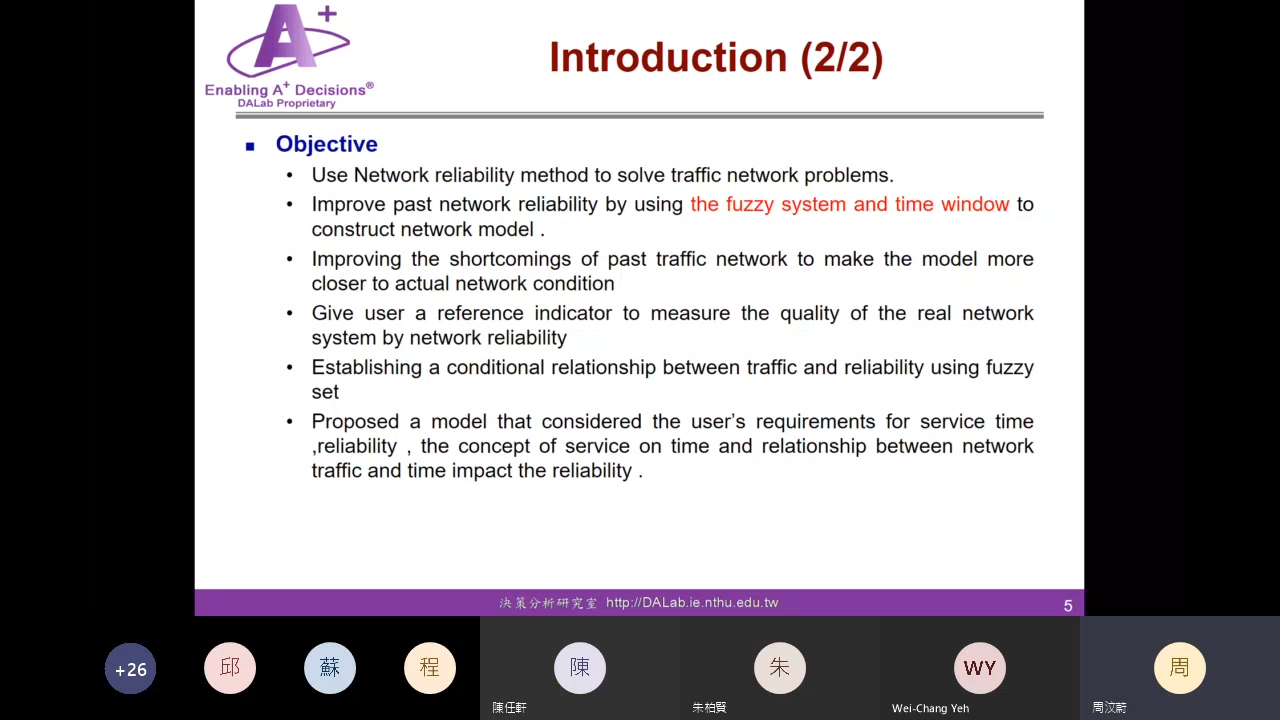 A+
Enabling A+ Decisions®
DALab Proprietary
Introduction (2/2)
Objective
Use Network reliability method to solve traffic network problems.
Improve past network reliability by using the fuzzy system and time window to
construct network model .
Improving the shortcomings of past traffic network to make the model more
closer to actual network condition
Give user a reference indicator to measure the quality of the real network
system by network reliability
Establishing a conditional relationship between traffic and reliability using fuzzy
set
Proposed a model that considered the user’s requirements for service time
,reliability , the concept of service on time and relationship between network
traffic and time impact the reliability .
決策分析研究室 http://DALab.ie.nthu.edu.tw
5
+26
邱
蘇
程
陳
朱
WY
周
陳任軒
朱柏賢
Wei-Chang Yeh
周汶蔚